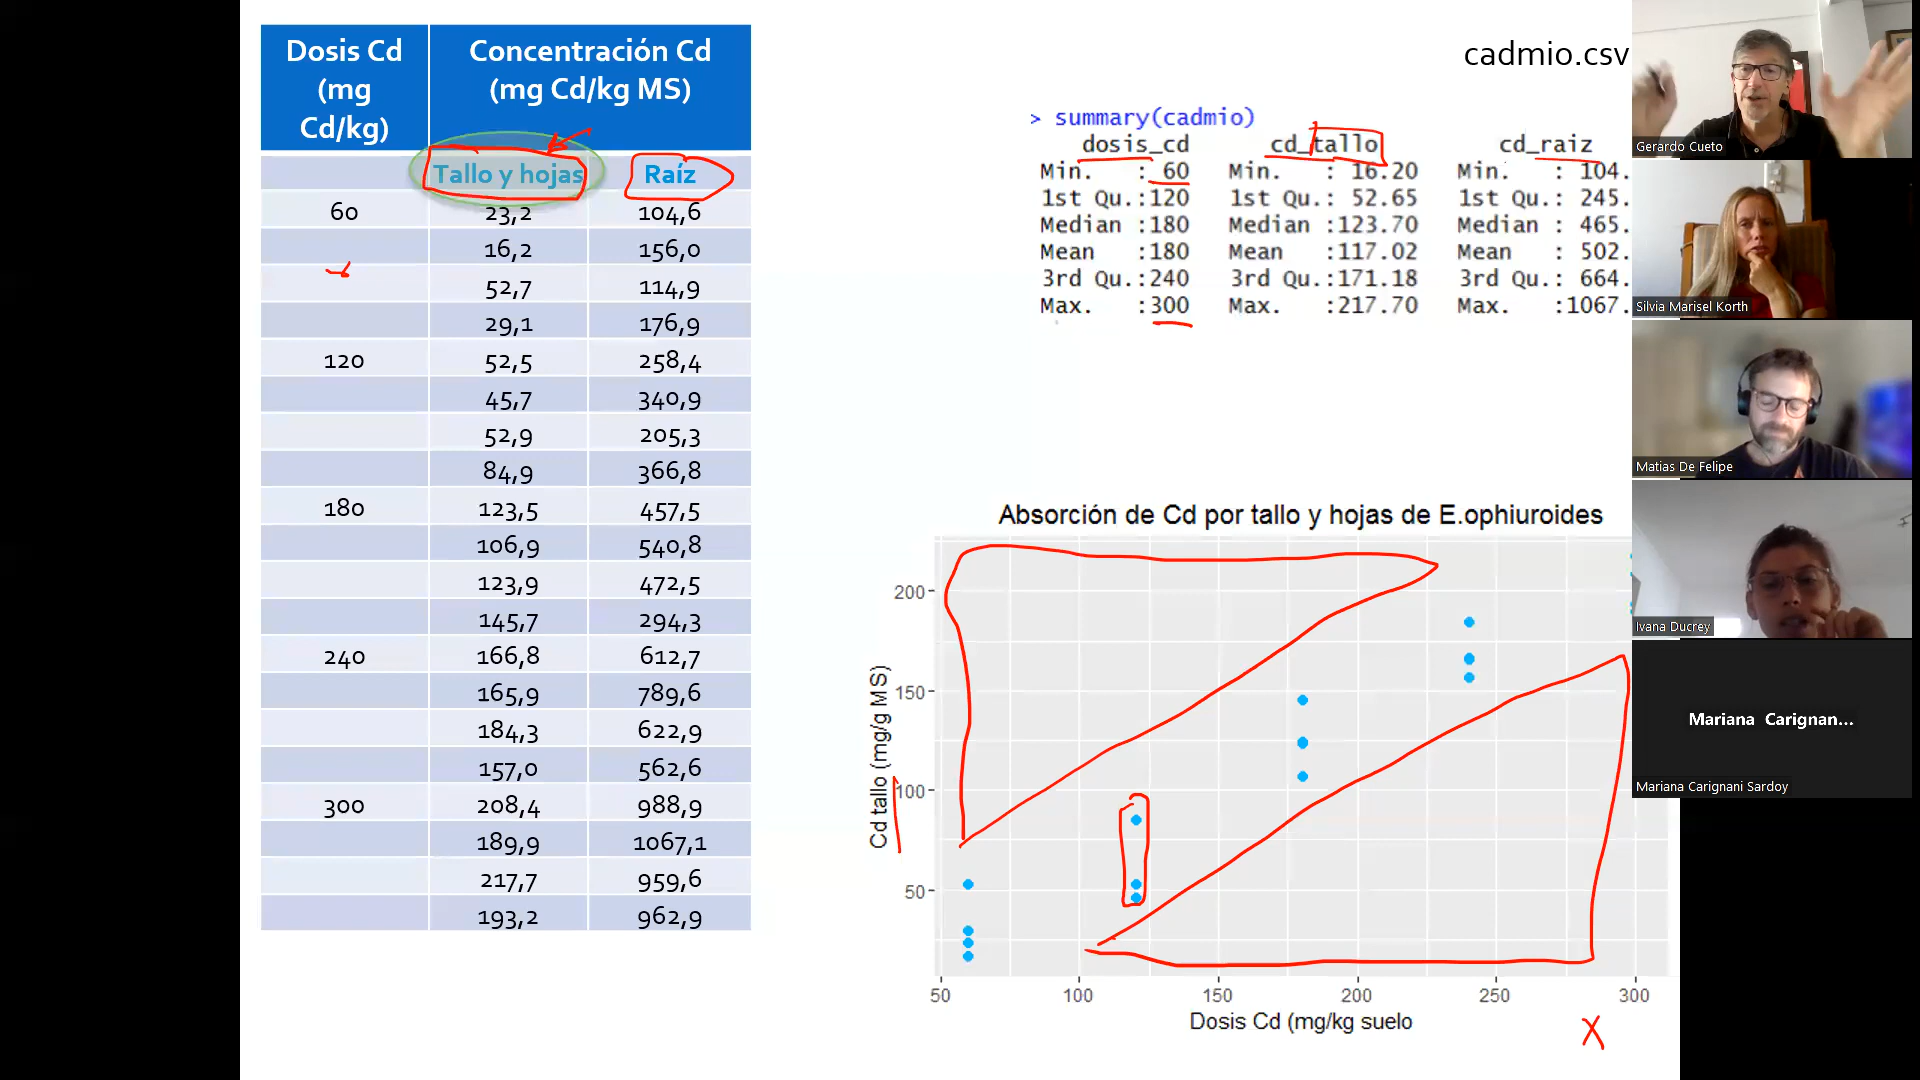 Dosis Cd (mg Cd/kg)
Concentración Cd (mg Cd/kg MS)
Tallo y hojas Raíz
60 23,2 104,6
16,2 156,0
52,7 114,9
29,1 176,9
120 52,5 258,4
45,7 340,9
52,9 205,3
84,9 366,8
180 123,5 457,5
106,9 540,8
123,9 472,5
145,7 294,3
240 166,8 612,7
165,9 789,6
184,3 622,9
157,0 562,6
300 208,4 988,9
189,9 1067,1
217,7 959,6
193,2 962,9
cadmio.csv
> summary(cadmio)
dosis_cd cd_tallo cd_raiz
Min. : 60 Min. : 16.20 Min. : 104.
1st Qu.:120 1st Qu.: 52.65 1st Qu.: 245.
Median :180 Median :123.70 Median : 465.
Mean :180 Mean :117.02 Mean : 502.
3rd Qu.:240 3rd Qu.:171.18 3rd Qu.: 664.
Max. :300 Max. :217.70 Max. :1067.
Absorción de Cd por tallo y hojas de E.ophiuroides
Cd tallo (mg/g MS)
200
150
100
50
50 100 150 200 250 300
Dosis Cd (mg/kg suelo
X
Gerardo Cueto
Silvia Marisel Korth
Matias De Felipe
Ivana Ducrey
Mariana Carignan...
Mariana Carignani Sardoy